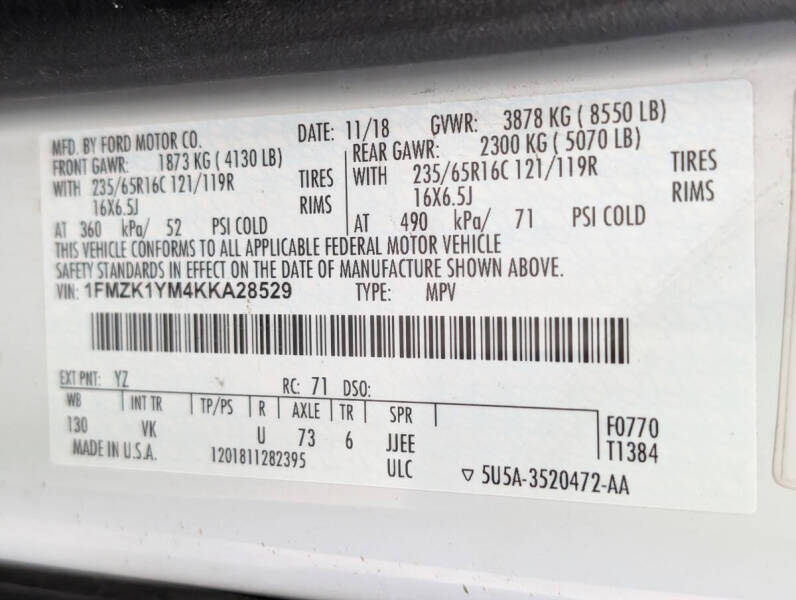 MFD. BY FORD MOTOR CO. DATE: 11/18 GVWR: 3878 KG ( 8550 LB)
FRONT GAWR: 1873 KG ( 4130 LB) REAR GAWR: 2300 KG ( 5070 LB)
WITH 235/65R16C 121/119R TIRES WITH 235/65R16C 121/119R TIRES
16X6.5J RIMS 16X6.5J RIMS
AT 360 kPa/ 52 PSI COLD AT 490 kPa/ 71 PSI COLD
THIS VEHICLE CONFORMS TO ALL APPLICABLE FEDERAL MOTOR VEHICLE
SAFETY STANDARDS IN EFFECT ON THE DATE OF MANUFACTURE SHOWN ABOVE.
VIN: 1FMZK1YM4KKA28529 TYPE: MPV
EXT PNT: YZ RC: 71 DSO:
WB INT TR TP/PS R AXLE TR SPR
130 VK U 73 6 JJEE F0770
MADE IN U.S.A. 1201811282395 ULC T1384
▽ 5U5A-3520472-AA